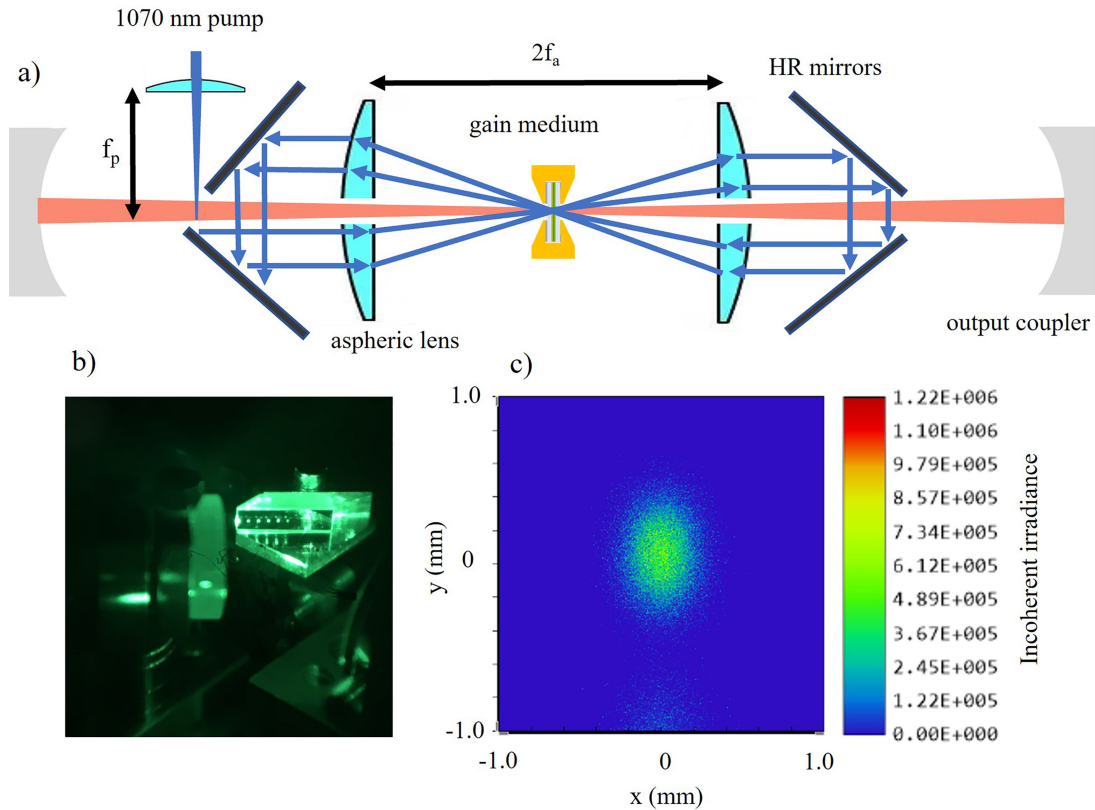 1070 nm pump
a)
2fₐ
HR mirrors
gain medium
fₚ
aspheric lens
output coupler
b)
c)
1.0
y (mm)
0
-1.0
-1.0
0
1.0
x (mm)
1.22E+006
1.10E+006
9.79E+005
8.57E+005
7.34E+005
6.12E+005
4.89E+005
3.67E+005
2.45E+005
1.22E+005
0.00E+000
Incoherent irradiance